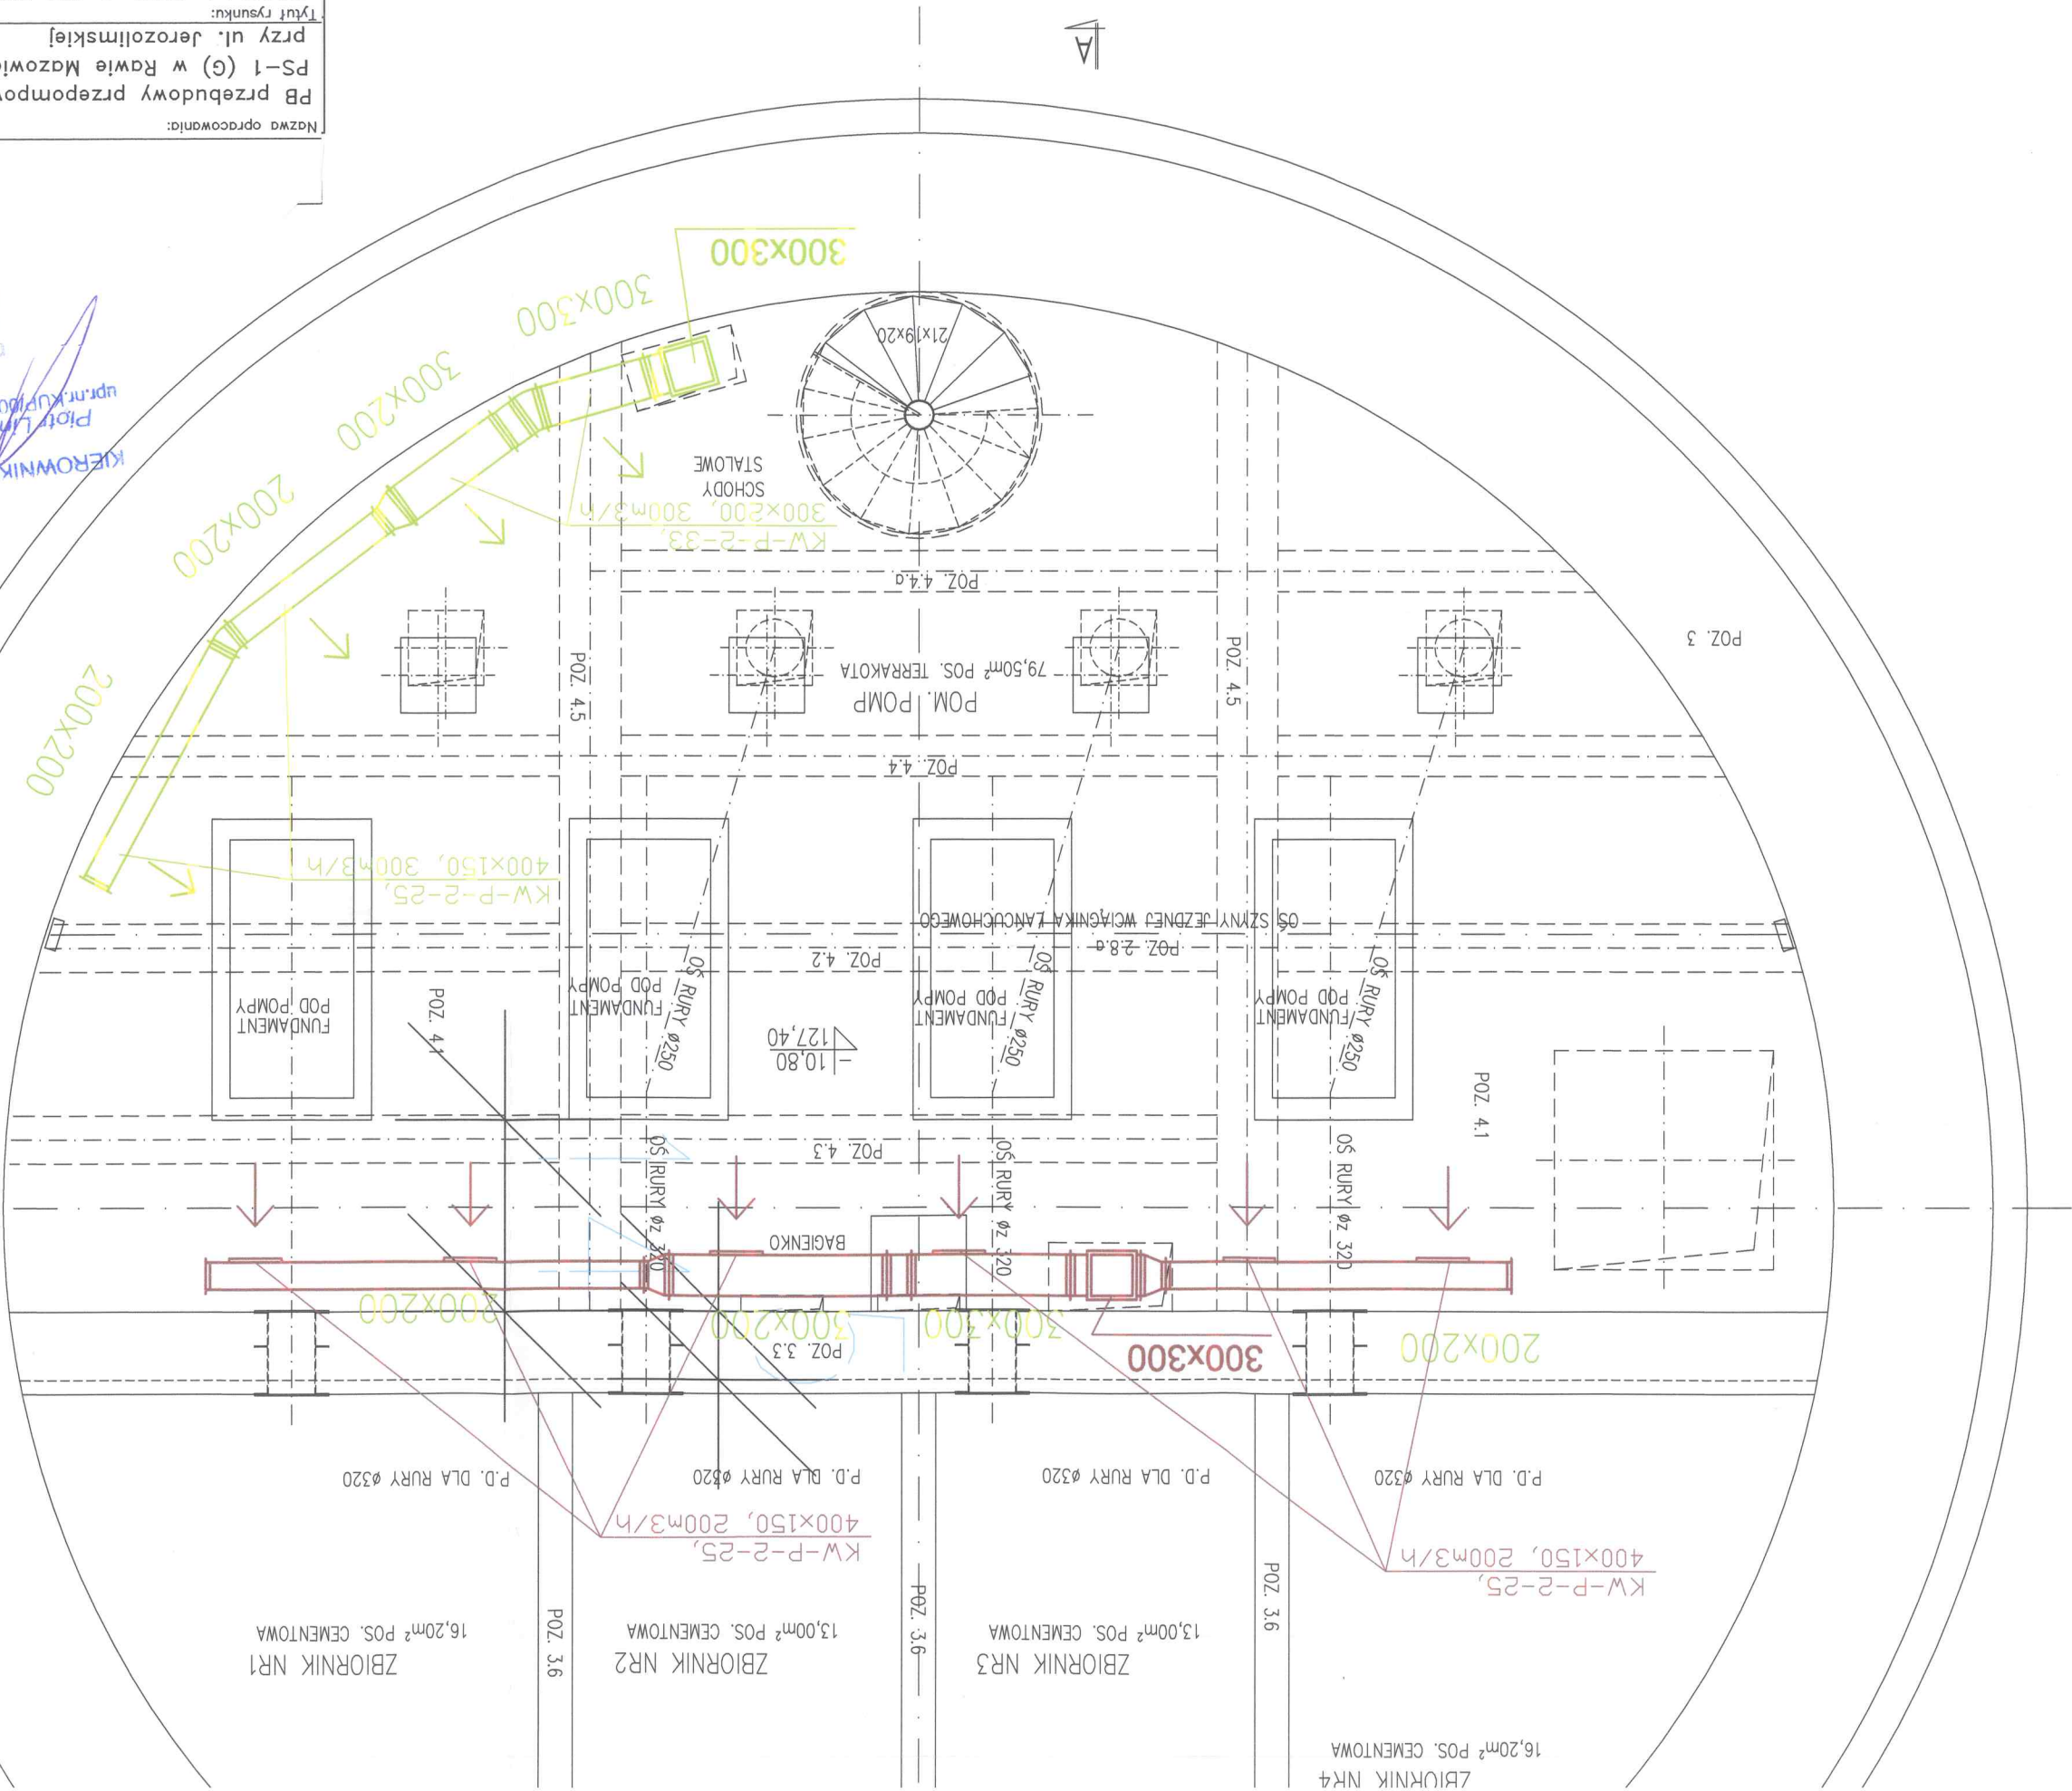 ZBIORNIK NR4
16,20m² POS. CEMENTOWA
ZBIORNIK NR3
13,00m² POS. CEMENTOWA
ZBIORNIK NR2
13,00m² POS. CEMENTOWA
ZBIORNIK NR1
16,20m² POS. CEMENTOWA
POZ. 3.6
POZ. 3.6
POZ. 3.6
KW-P-2-25,
400x150, 200m3/h
KW-P-2-25,
400x150, 200m3/h
P.D. DLA RURY ø320
P.D. DLA RURY ø320
P.D. DLA RURY ø320
P.D. DLA RURY ø320
200x200
300x300
300x300
300x200
200x200
POZ. 3.3
BAGIENKO
OŚ RURY øz 320
OŚ RURY øz 320
OŚ RURY øz 320
POZ. 4.3
POZ. 4.1
POZ. 4.1
10,80
127,40
FUNDAMENT
POD POMPY
FUNDAMENT
POD POMPY
FUNDAMENT
POD POMPY
FUNDAMENT
POD POMPY
OŚ RURY ø250
OŚ RURY ø250
OŚ RURY ø250
POZ. 4.2
POZ. 2.8.a
OŚ SZYNY JEZDNEJ WCIĄGNIKA ŁAŃCUCHOWEGO
KW-P-2-25,
400x150, 300m3/h
POZ. 4.4
POM. POMP
79,50m² POS. TERRAKOTA
POZ. 4.5
POZ. 4.5
POZ. 3
POZ. 4.4.a
KW-P-2-33,
300x200, 300m3/h
SCHODY
STALOWE
21x19x20
200x200
200x200
300x200
300x300
300x300
A
KIEROWNIK
Piotr
upr.nr.KUP/00
Nazwa opracowania:
PB przebudowy
PS-1 (G) w Rawie
przy ul. Jerozolimskiej
Tytuł rysunku: